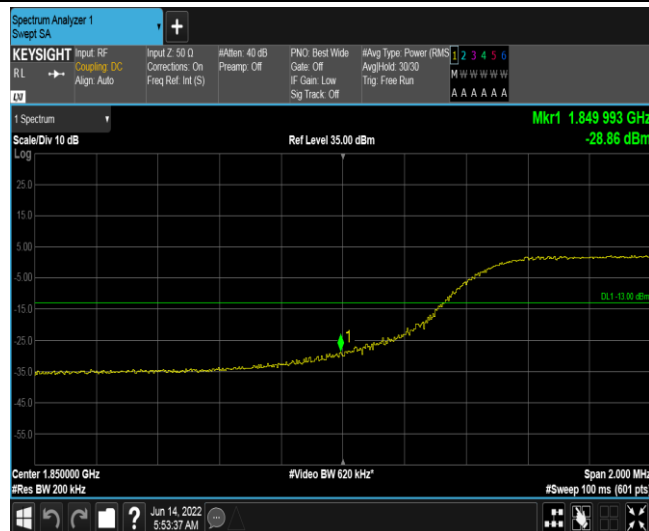 Spectrum Analyzer 1
Swept SA
+
KEYSIGHT
RL
LXI
Input: RF
Coupling: DC
Align: Auto
Input Z: 50 Ω
Corrections: On
Freq Ref: Int (S)
#Atten: 40 dB
Preamp: Off
PNO: Best Wide
Gate: Off
IF Gain: Low
Sig Track: Off
#Avg Type: Power (RMS
Avg|Hold: 30/30
Trig: Free Run
1 2 3 4 5 6
M W W W W W
A A A A A A
1 Spectrum
Mkr1 1.849 993 GHz
Scale/Div 10 dB
Ref Level 35.00 dBm
-28.86 dBm
Log
25.0
15.0
5.00
-5.00
DL1 -13.00 dBm
-15.0
-25.0
1
-35.0
-45.0
-55.0
Center 1.850000 GHz
#Video BW 620 kHz*
Span 2.000 MHz
#Res BW 200 kHz
#Sweep 100 ms (601 pts)
?
Jun 14, 2022
5:53:37 AM